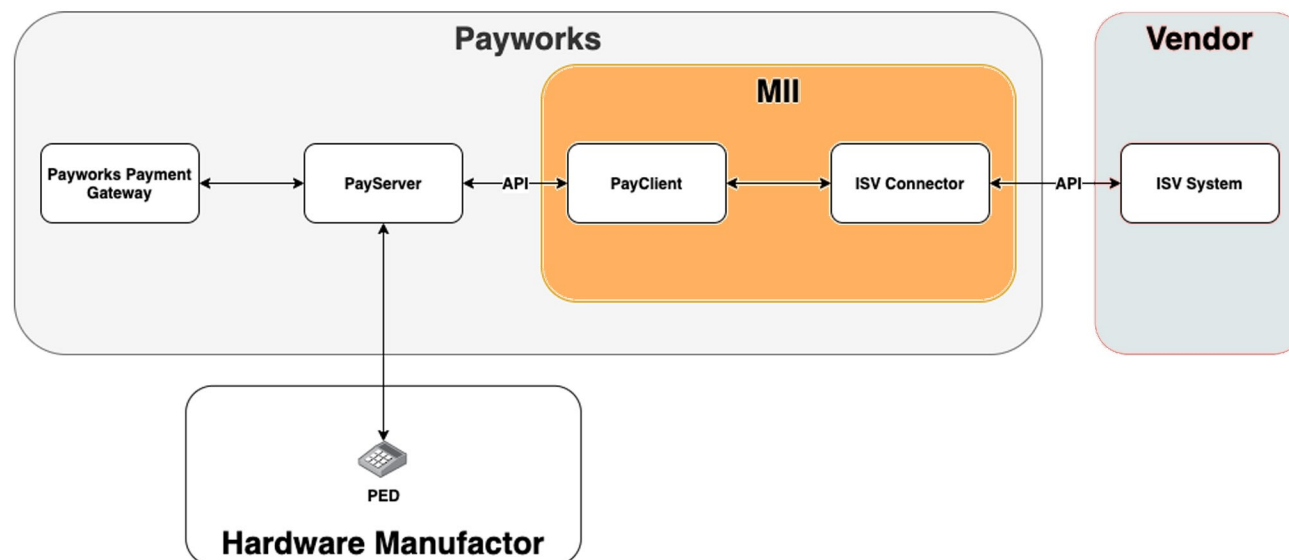 Payworks
Vendor
MII
Payworks Payment
Gateway
PayServer
API
PayClient
ISV Connector
API
ISV System
PED
Hardware Manufactor